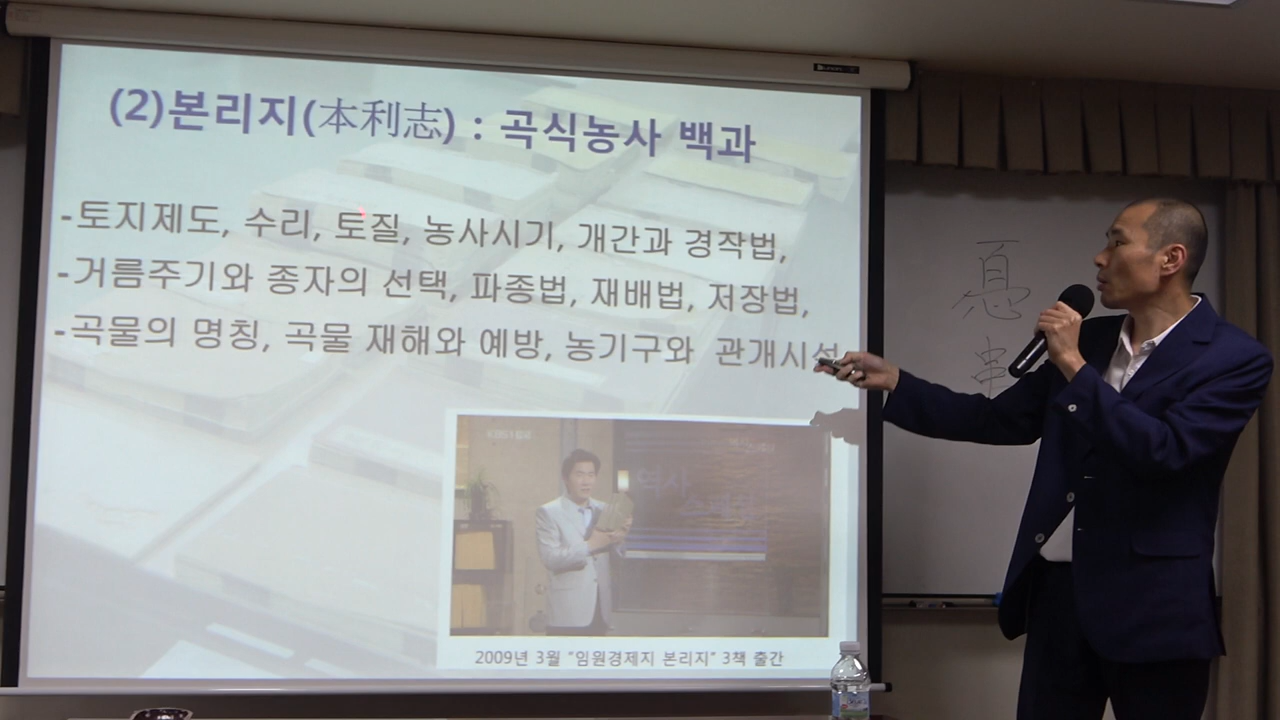 (2)본리지(本利志) : 곡식농사 백과
-토지제도, 수리, 토질, 농사시기, 개간과 경작법,
-거름주기와 종자의 선택, 파종법, 재배법, 저장법,
-곡물의 명칭, 곡물 재해와 예방, 농기구와 관개시설
역사
2009년 3월 “임원경제지 본리지” 3책 출간
串